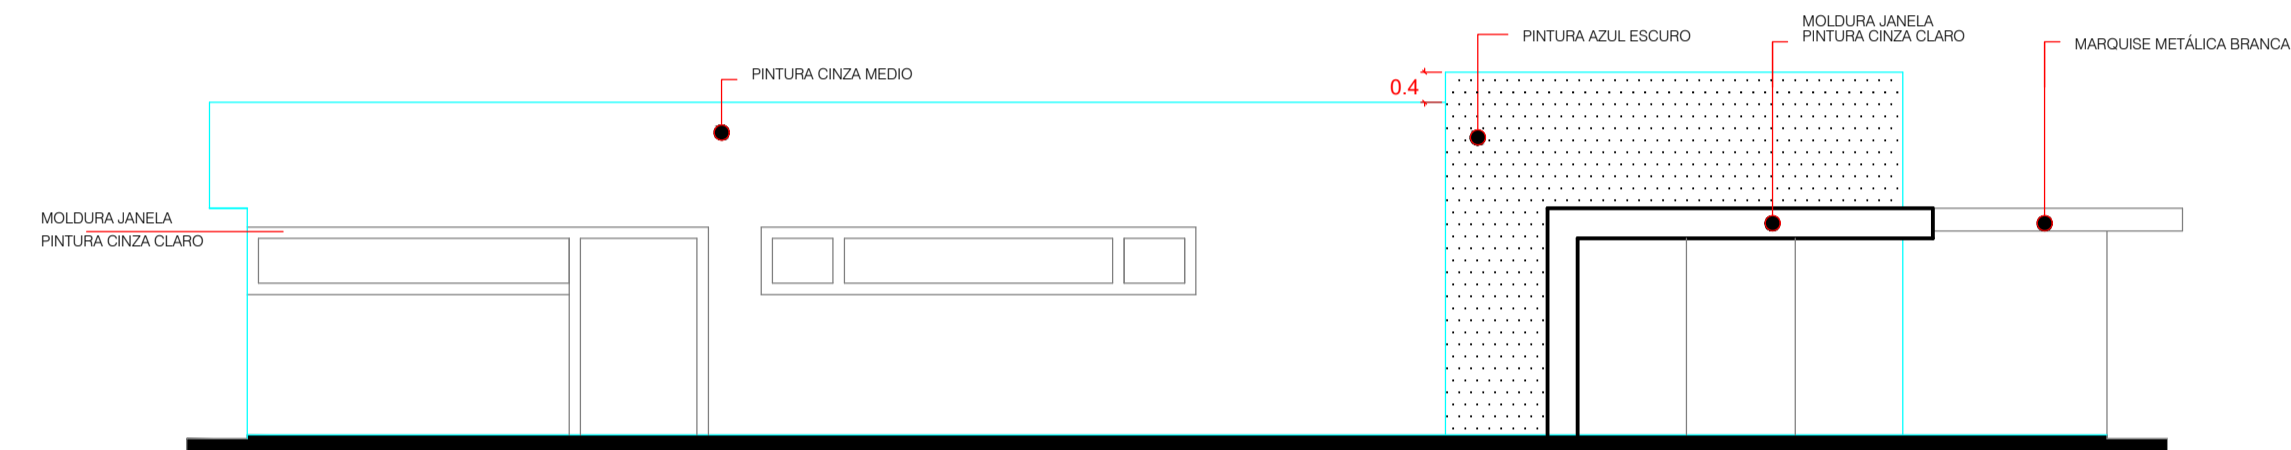 MOLDURA JANELA
PINTURA CINZA CLARO
PINTURA CINZA MEDIO
0.4
PINTURA AZUL ESCURO
MOLDURA JANELA
PINTURA CINZA CLARO
MARQUISE METÁLICA BRANCA